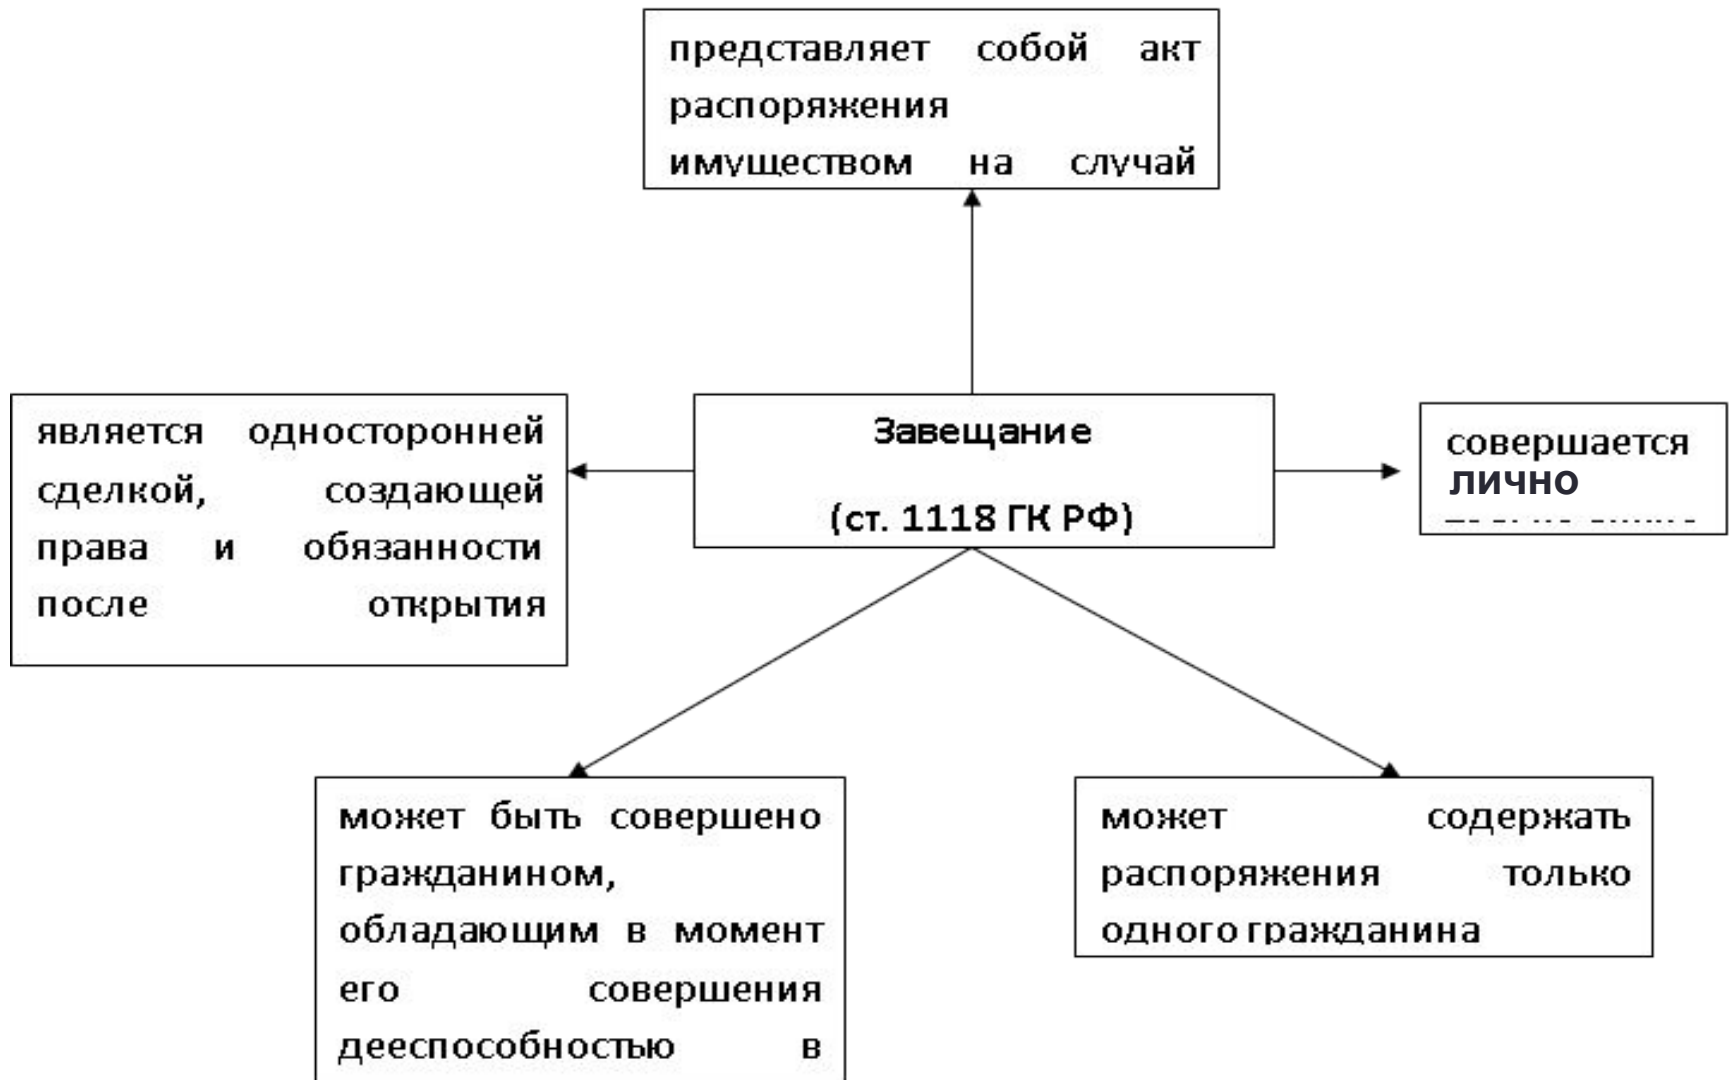 представляет собой акт
распоряжения
имуществом на случай
является односторонней
сделкой, создающей
права и обязанности
после открытия
Завещание
(ст. 1118 ГК РФ)
совершается
лично
может быть совершено
гражданином,
обладающим в момент
его совершения
дееспособностью в
может содержать
распоряжения только
одного гражданина